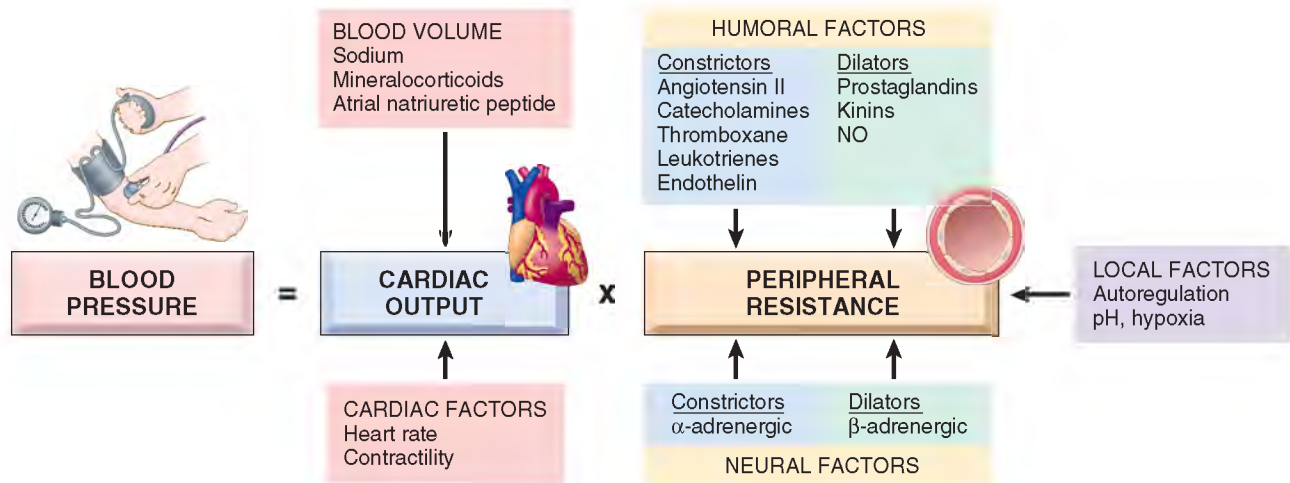 BLOOD VOLUME
Sodium
Mineralocorticoids
Atrial natriuretic peptide
HUMORAL FACTORS
Constrictors
Angiotensin II
Catecholamines
Thromboxane
Leukotrienes
Endothelin
Dilators
Prostaglandins
Kinins
NO
BLOOD
PRESSURE
=
CARDIAC
OUTPUT
x
PERIPHERAL
RESISTANCE
LOCAL FACTORS
Autoregulation
pH, hypoxia
CARDIAC FACTORS
Heart rate
Contractility
Constrictors
α-adrenergic
Dilators
β-adrenergic
NEURAL FACTORS